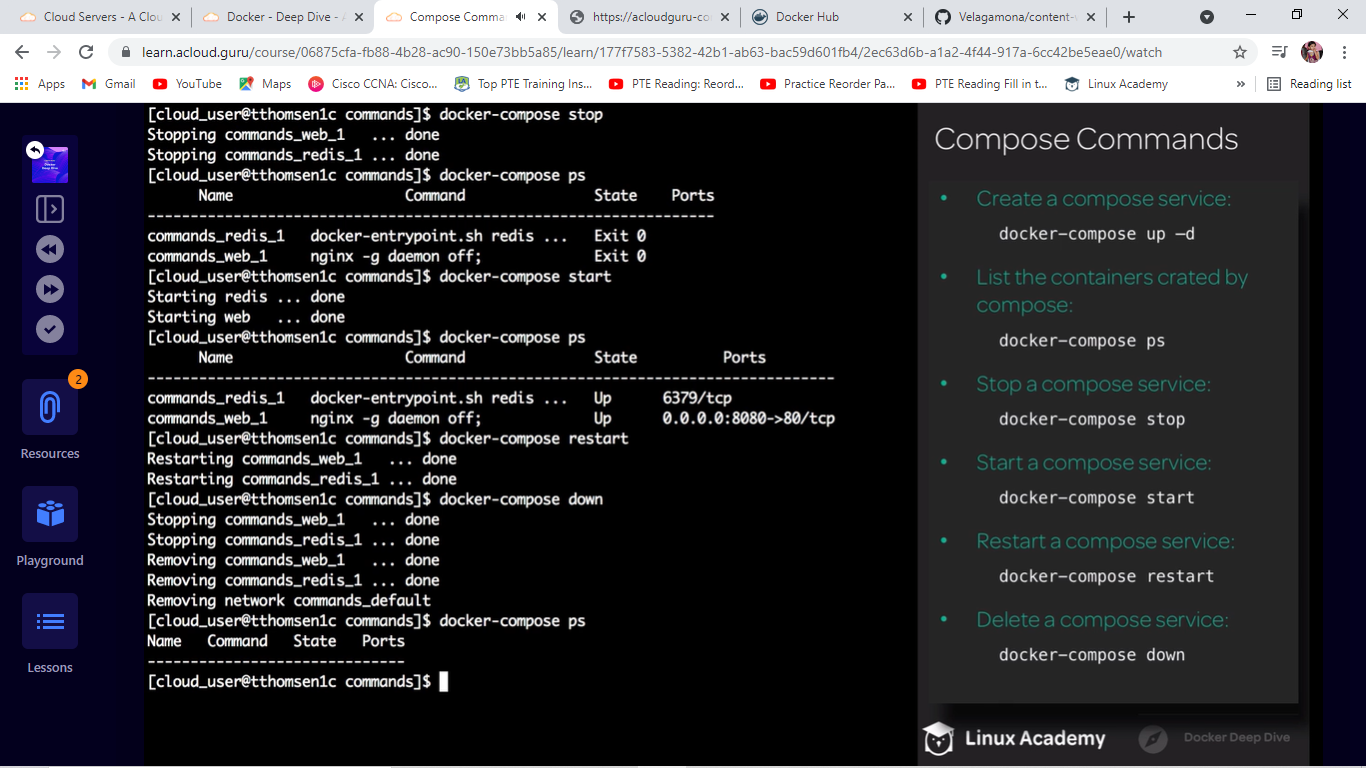 Cloud Servers - A Clou
Docker - Deep Dive - A
Compose Comma
https://acloudguru-co
Docker Hub
Velagamona/content-
learn.acloud.guru/course/06875cfa-fb88-4b28-ac90-150e73bb5a85/learn/177f7583-5382-42b1-ab63-bac59d601fb4/2ec63d6b-a1a2-4f44-917a-6cc42be5eae0/watch
Apps
Gmail
YouTube
Maps
Cisco CCNA: Cisco...
Top PTE Training Ins...
PTE Reading: Reord...
Practice Reorder Pa...
PTE Reading Fill in t...
Linux Academy
»
Reading list
Docker
Deep Dive
2
Resources
Playground
Lessons
[cloud_user@tthomsen1c commands]$ docker-compose stop
Stopping commands_web_1   ... done
Stopping commands_redis_1 ... done
[cloud_user@tthomsen1c commands]$ docker-compose ps
Name Command State Ports
------------------------------------------------------------------
commands_redis_1   docker-entrypoint.sh redis ...   Exit 0
commands_web_1     nginx -g daemon off;             Exit 0
[cloud_user@tthomsen1c commands]$ docker-compose start
Starting redis ... done
Starting web   ... done
[cloud_user@tthomsen1c commands]$ docker-compose ps
Name Command State Ports
--------------------------------------------------------------------------------
commands_redis_1   docker-entrypoint.sh redis ...   Up      6379/tcp
commands_web_1     nginx -g daemon off;             Up      0.0.0.0:8080->80/tcp
[cloud_user@tthomsen1c commands]$ docker-compose restart
Restarting commands_web_1   ... done
Restarting commands_redis_1 ... done
[cloud_user@tthomsen1c commands]$ docker-compose down
Stopping commands_web_1   ... done
Stopping commands_redis_1 ... done
Removing commands_web_1   ... done
Removing commands_redis_1 ... done
Removing network commands_default
[cloud_user@tthomsen1c commands]$ docker-compose ps
Name   Command   State   Ports
------------------------------
[cloud_user@tthomsen1c commands]$
Compose Commands
• Create a compose service:
docker-compose up –d
• List the containers crated by
compose:
docker-compose ps
• Stop a compose service:
docker-compose stop
• Start a compose service:
docker-compose start
• Restart a compose service:
docker-compose restart
• Delete a compose service:
docker-compose down
Linux Academy
Docker Deep Dive